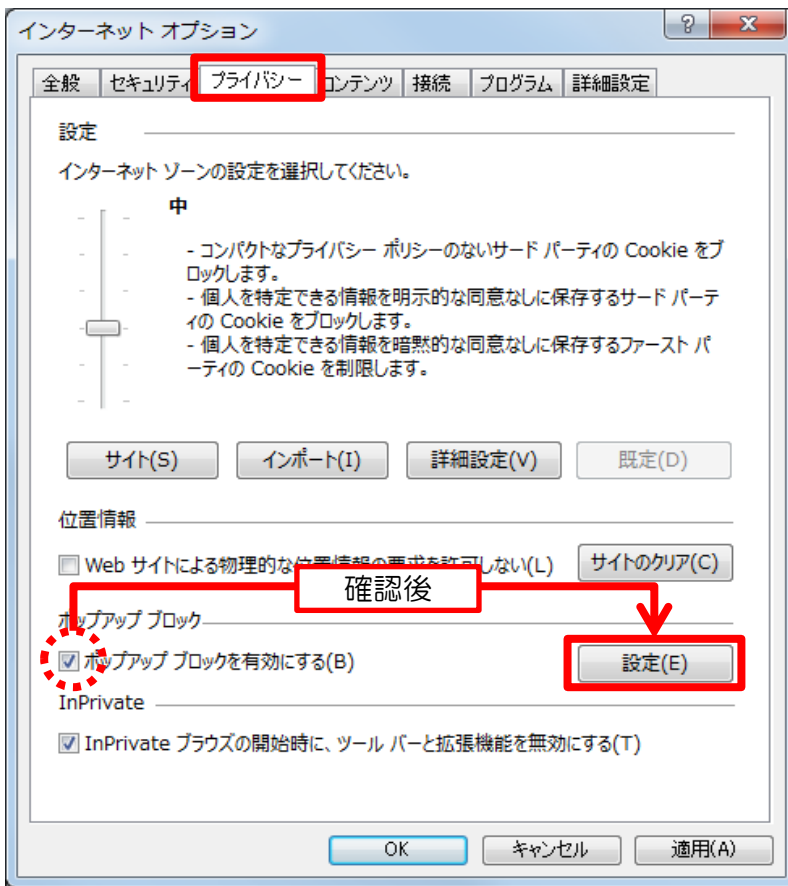 インターネット オプション
?
X
全般 セキュリティ プライバシー コンテンツ 接続 プログラム 詳細設定
設定
インターネット ゾーンの設定を選択してください。
中
- コンパクトなプライバシー ポリシーのないサード パーティの Cookie をブ
ロックします。
- 個人を特定できる情報を明示的な同意なしに保存するサード パーテ
ィの Cookie をブロックします。
- 個人を特定できる情報を暗黙的な同意なしに保存するファースト パ
ーティの Cookie を制限します。
サイト(S) インポート(I) 詳細設定(V) 既定(D)
位置情報
Web サイトによる物理的な位置情報の要求を許可しない(L) サイトのクリア(C)
確認後
ポップアップ ブロック
ポップアップ ブロックを有効にする(B) 設定(E)
InPrivate
InPrivate ブラウズの開始時に、ツール バーと拡張機能を無効にする(T)
OK キャンセル 適用(A)